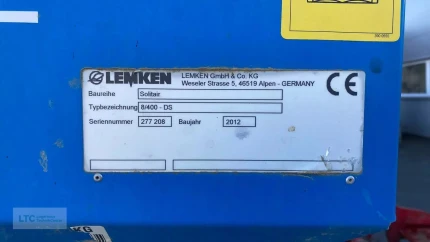 LEMKEN
LEMKEN GmbH & Co. KG
Weseler Strasse 5, 46519 Alpen - GERMANY
CE
Baureihe Solitair
Typbezeichnung 8/400 - DS
Seriennummer 277 208 Baujahr 2012
LTC
KG